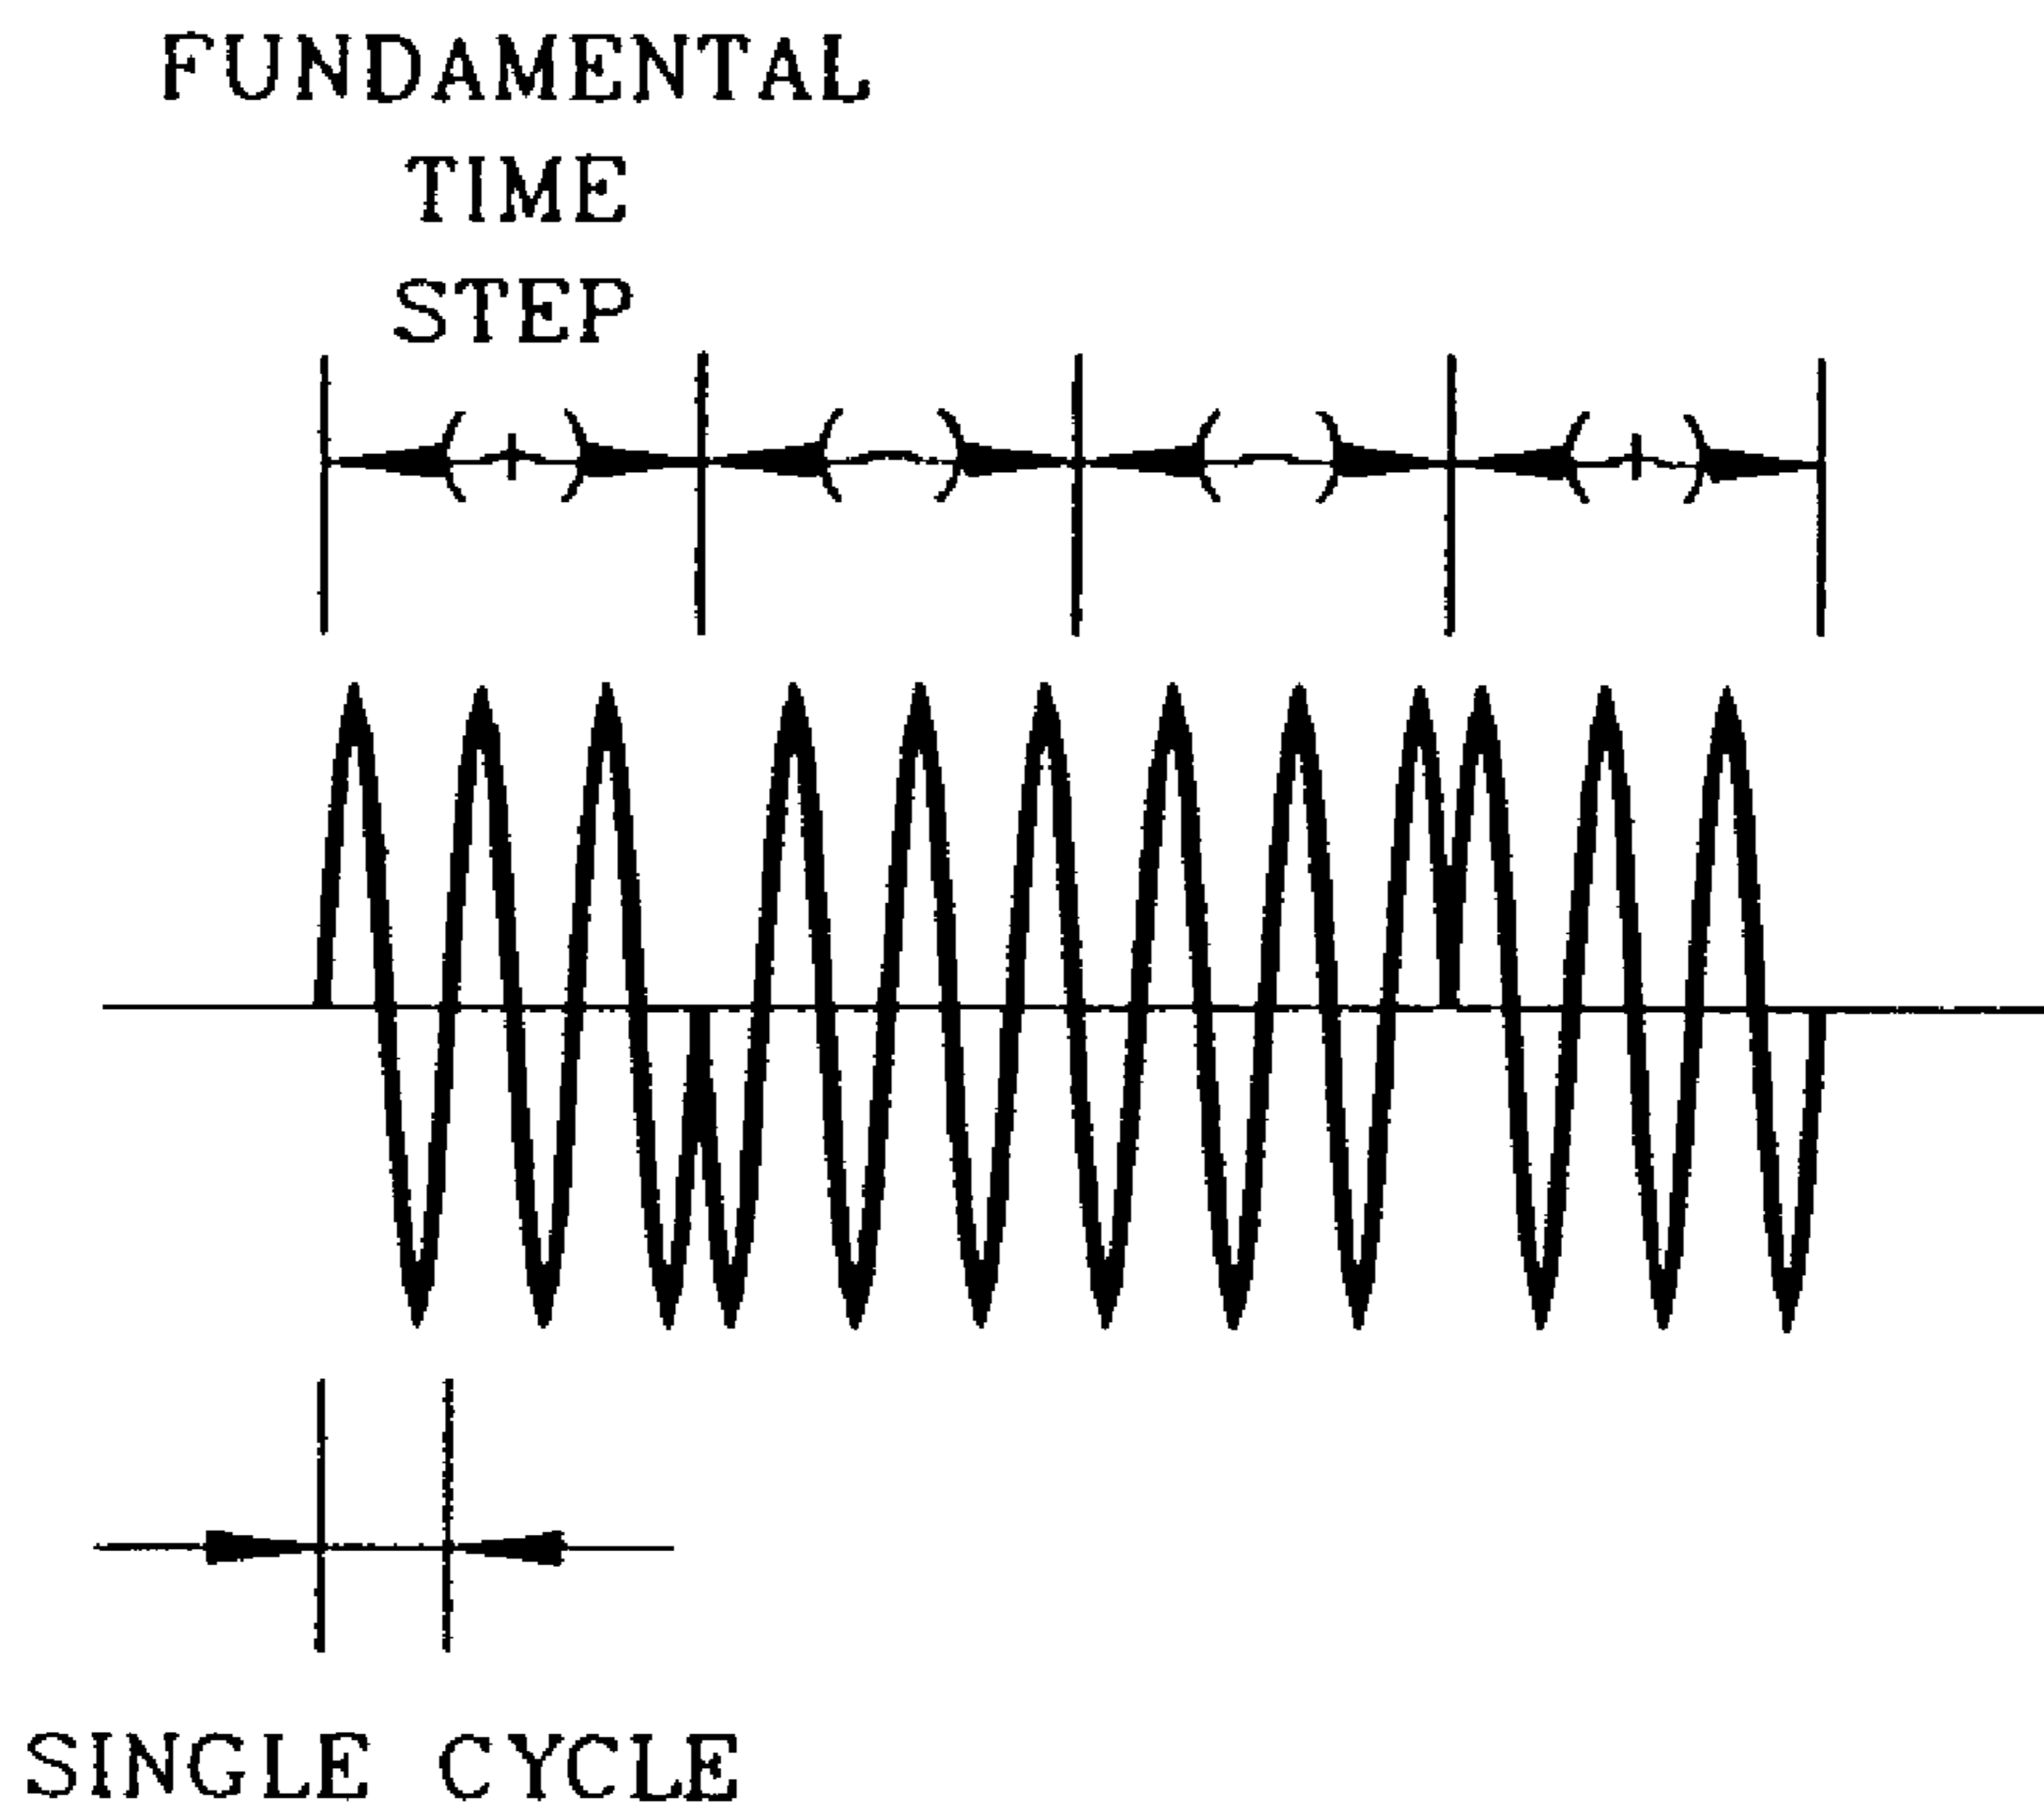 FUNDAMENTAL
TIME
STEP
+
-
-
+
SINGLE CYCLE